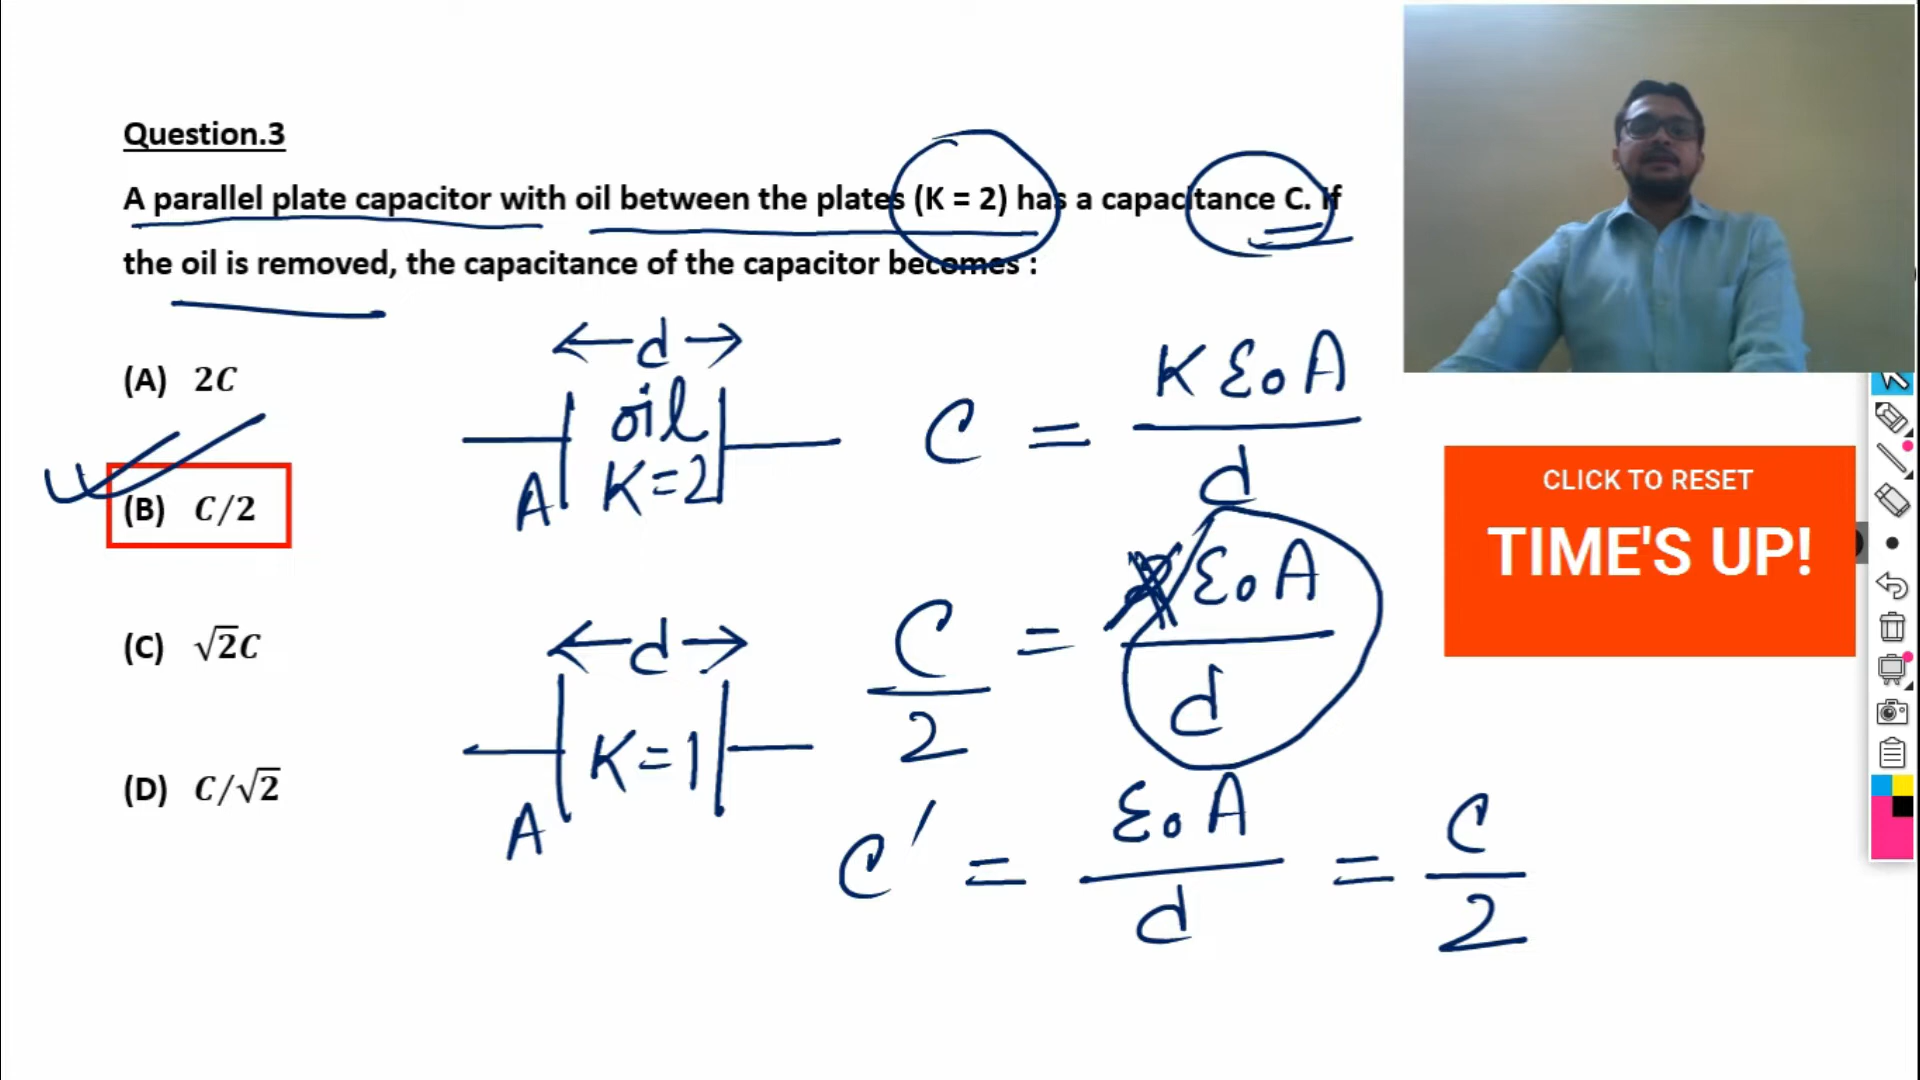 Question.3
A parallel plate capacitor with oil between the plates (K = 2) has a capacitance C. If
the oil is removed, the capacitance of the capacitor becomes :
(A) 2C
(B) C/2
(C) √2C
(D) C/√2
d
oil
K=2
A
C = Kε₀A/d
C/2 = ε₀A/d
d
K=1
A
C' = ε₀A/d = C/2
CLICK TO RESET
TIME'S UP!